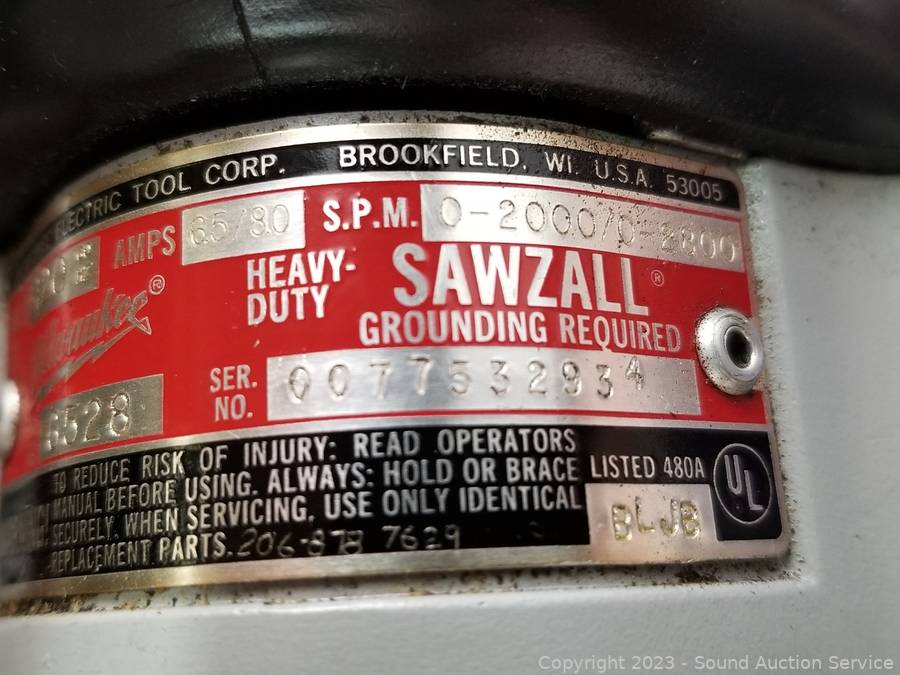 ELECTRIC TOOL CORP. BROOKFIELD, WI. U.S.A. 53005
AMPS 6.5/8.0 S.P.M. 0-2000/0-2800
Milwaukee®
HEAVY-DUTY
SAWZALL®
GROUNDING REQUIRED
6528
SER. NO. 0077532934
TO REDUCE RISK OF INJURY: READ OPERATORS
MANUAL BEFORE USING. ALWAYS: HOLD OR BRACE
SECURELY. WHEN SERVICING, USE ONLY IDENTICAL
REPLACEMENT PARTS. 206-878 7629
LISTED 480A
UL
BLJB
Copyright 2023 - Sound Auction Service